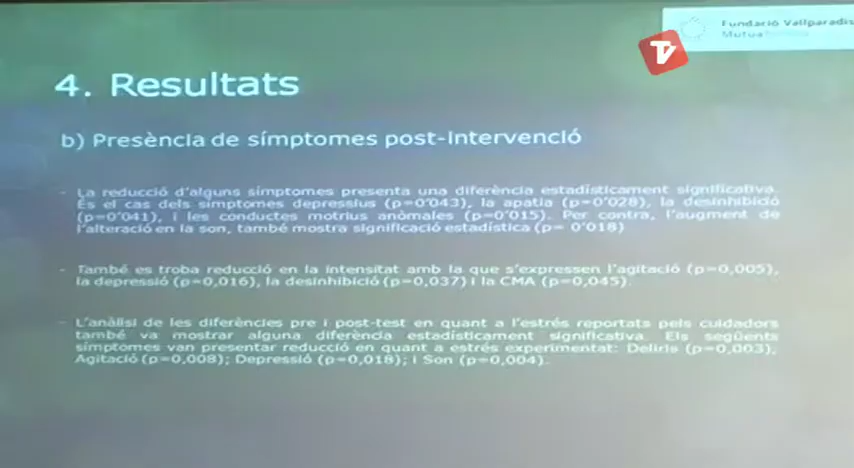 Fundació Vallparadís
Mutua
TV
4. Resultats
b) Presència de símptomes post-intervenció
- La reducció d'alguns símptomes presenta una diferència estadísticament significativa.
És el cas dels símptomes depressius (p=0'043), la apatia (p=0'028), la desinhibició
(p=0'041), i les conductes motrius anòmales (p=0'015). Per contra, l'augment de
l'alteració en la son, també mostra significació estadística (p= 0'018)
- També es troba reducció en la intensitat amb la que s'expressen l'agitació (p=0,005),
la depressió (p=0,016), la desinhibició (p=0,037) i la CMA (p=0,045).
- L'anàlisi de les diferències pre i post-test en quant a l'estrés reportats pels cuidadors
també va mostrar alguna diferència estadísticament significativa. Els següents
símptomes van presentar reducció en quant a estrés experimentat: Deliris (p=0,003),
Agitació (p=0,008); Depressió (p=0,018); i Son (p=0,004).